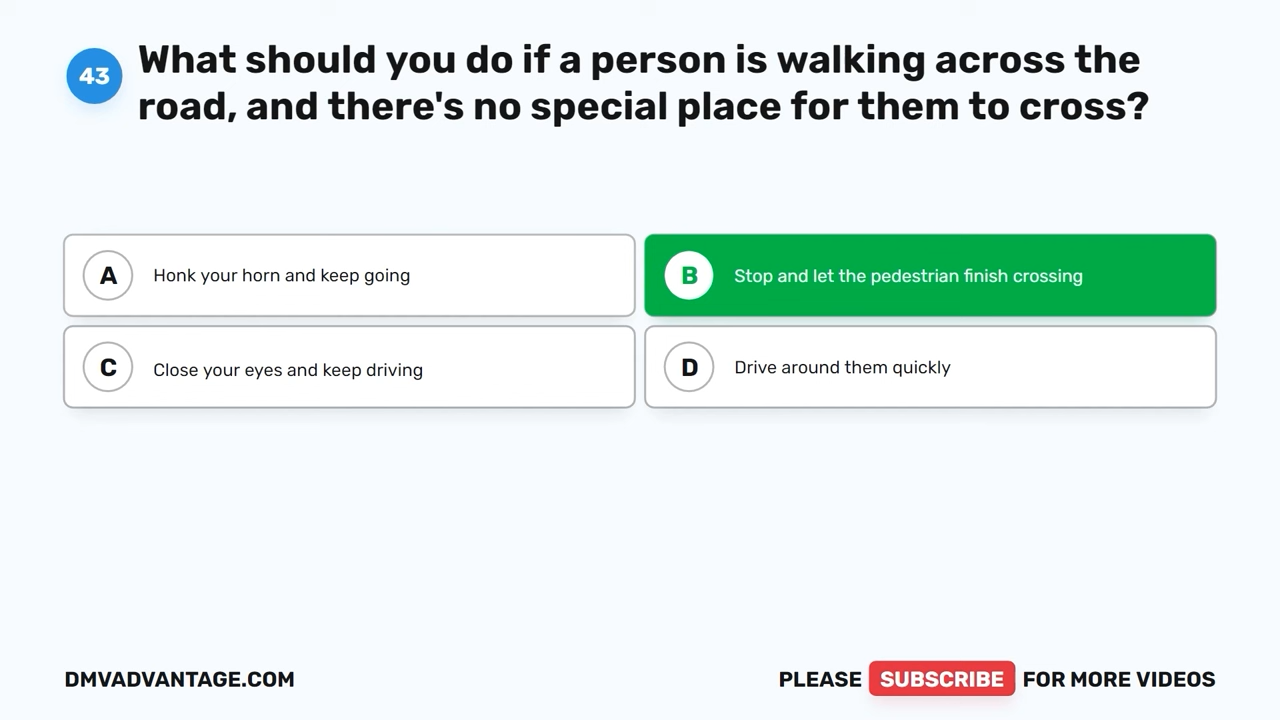 43
What should you do if a person is walking across the
road, and there's no special place for them to cross?
A Honk your horn and keep going
B Stop and let the pedestrian finish crossing
C Close your eyes and keep driving
D Drive around them quickly
DMVADVANTAGE.COM
PLEASE SUBSCRIBE FOR MORE VIDEOS